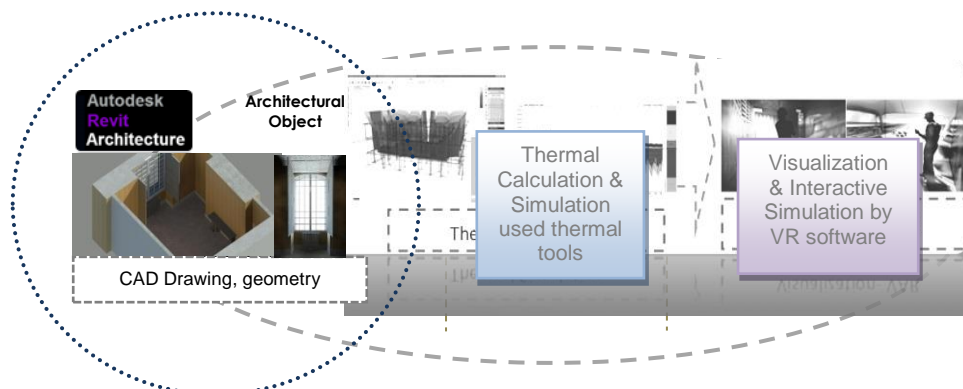 Autodesk
Revit
Architecture
Architectural
Object
CAD Drawing, geometry
Thermal
Calculation &
Simulation
used thermal
tools
Visualization
& Interactive
Simulation by
VR software
The